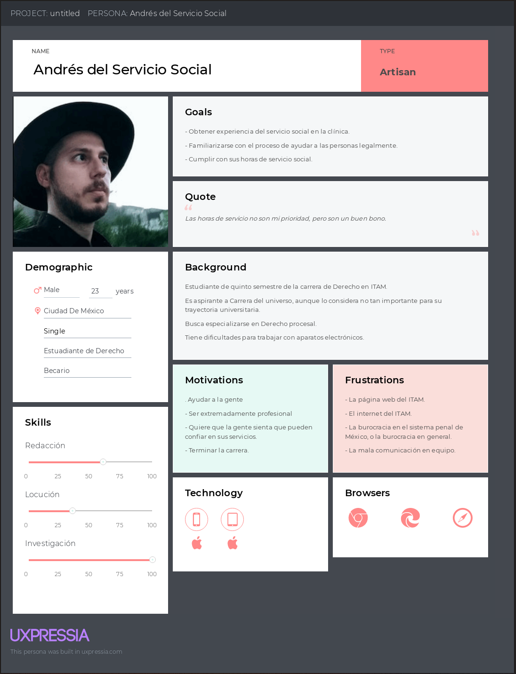 PROJECT: untitled PERSONA: Andrés del Servicio Social
NAME
Andrés del Servicio Social
TYPE
Artisan
Goals
- Obtener experiencia del servicio social en la clínica.
- Familiarizarse con el proceso de ayudar a las personas legalmente.
- Cumplir con sus horas de servicio social.
Quote
Las horas de servicio no son mi prioridad, pero son un buen bono.
Demographic
Male 23 years
Ciudad De México
Single
Estuadiante de Derecho
Becario
Background
Estudiante de quinto semestre de la carrera de Derecho en ITAM.
Es aspirante a Carrera del universo, aunque lo considera no tan importante para su
trayectoria universitaria.
Busca especializarse en Derecho procesal.
Tiene dificultades para trabajar con aparatos electrónicos.
Motivations
. Ayudar a la gente
- Ser extremadamente profesional
- Quiere que la gente sienta que pueden
confiar en sus servicios.
- Terminar la carrera.
Frustrations
- La página web del ITAM.
- El internet del ITAM.
- La burocracia en el sistema penal de
México, o la burocracia en general.
- La mala comunicación en equipo.
Skills
Redacción
0 25 50 75 100
Locución
0 25 50 75 100
Investigación
0 25 50 75 100
Technology
Browsers
UXPRESSIA
This persona was built in uxpressia.com